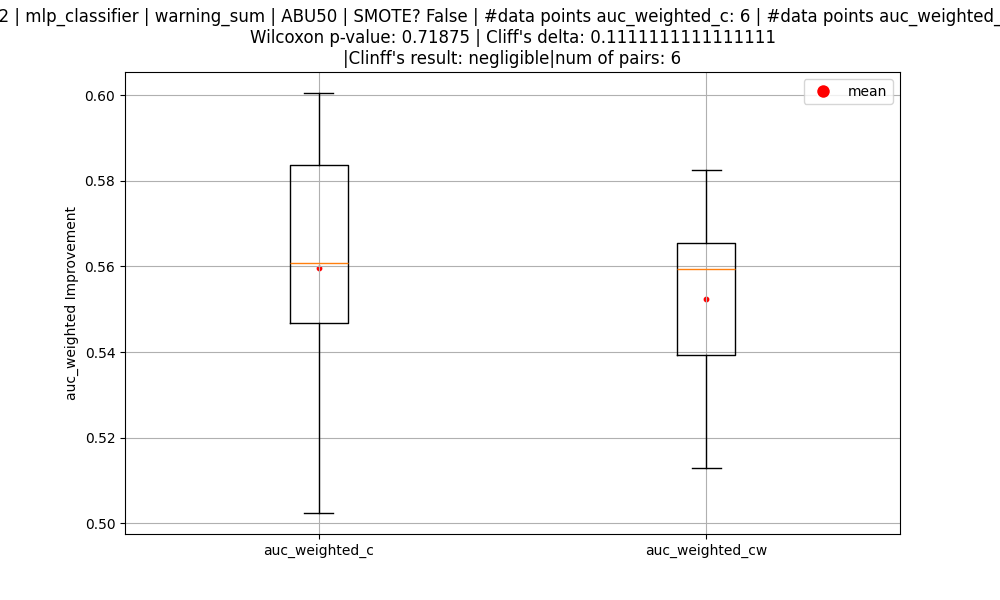 2 | mlp_classifier | warning_sum | ABU50 | SMOTE? False | #data points auc_weighted_c: 6 | #data points auc_weighted_
Wilcoxon p-value: 0.71875 | Cliff's delta: 0.1111111111111111
|Clinff's result: negligible|num of pairs: 6
mean
0.60
0.58
0.56
0.54
0.52
0.50
auc_weighted Improvement
auc_weighted_c
auc_weighted_cw